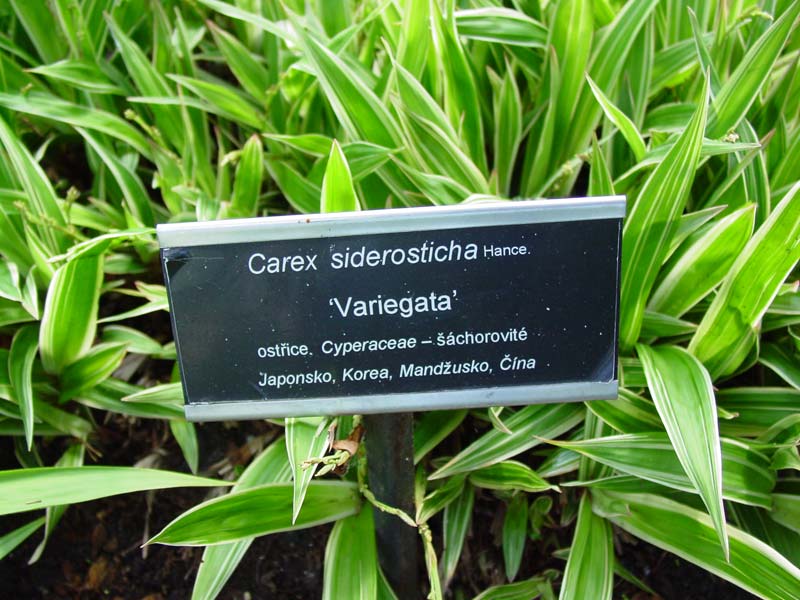 Carex siderosticha Hance.
‘Variegata’
ostřice, Cyperaceae – šáchorovité
Japonsko, Korea, Mandžusko, Čína